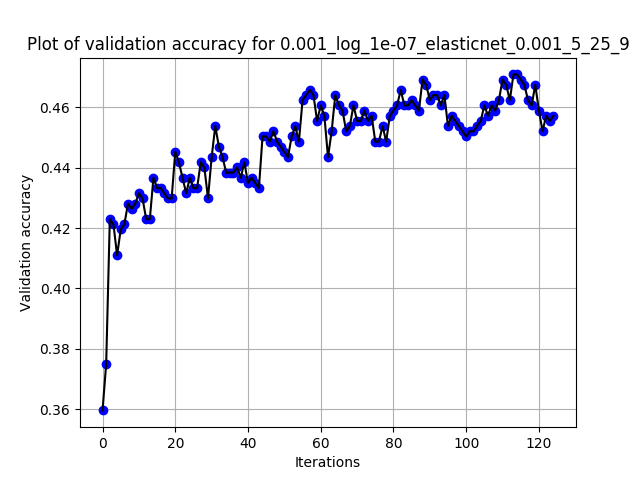 Plot of validation accuracy for 0.001_log_1e-07_elasticnet_0.001_5_25_9
0.46
0.44
0.42
0.40
0.38
0.36
Validation accuracy
0 20 40 60 80 100 120
Iterations